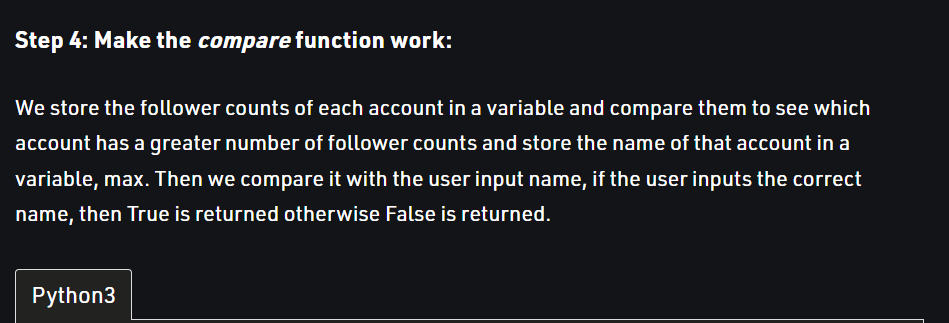 Step 4: Make the compare function work:
We store the follower counts of each account in a variable and compare them to see which
account has a greater number of follower counts and store the name of that account in a
variable, max. Then we compare it with the user input name, if the user inputs the correct
name, then True is returned otherwise False is returned.
Python3